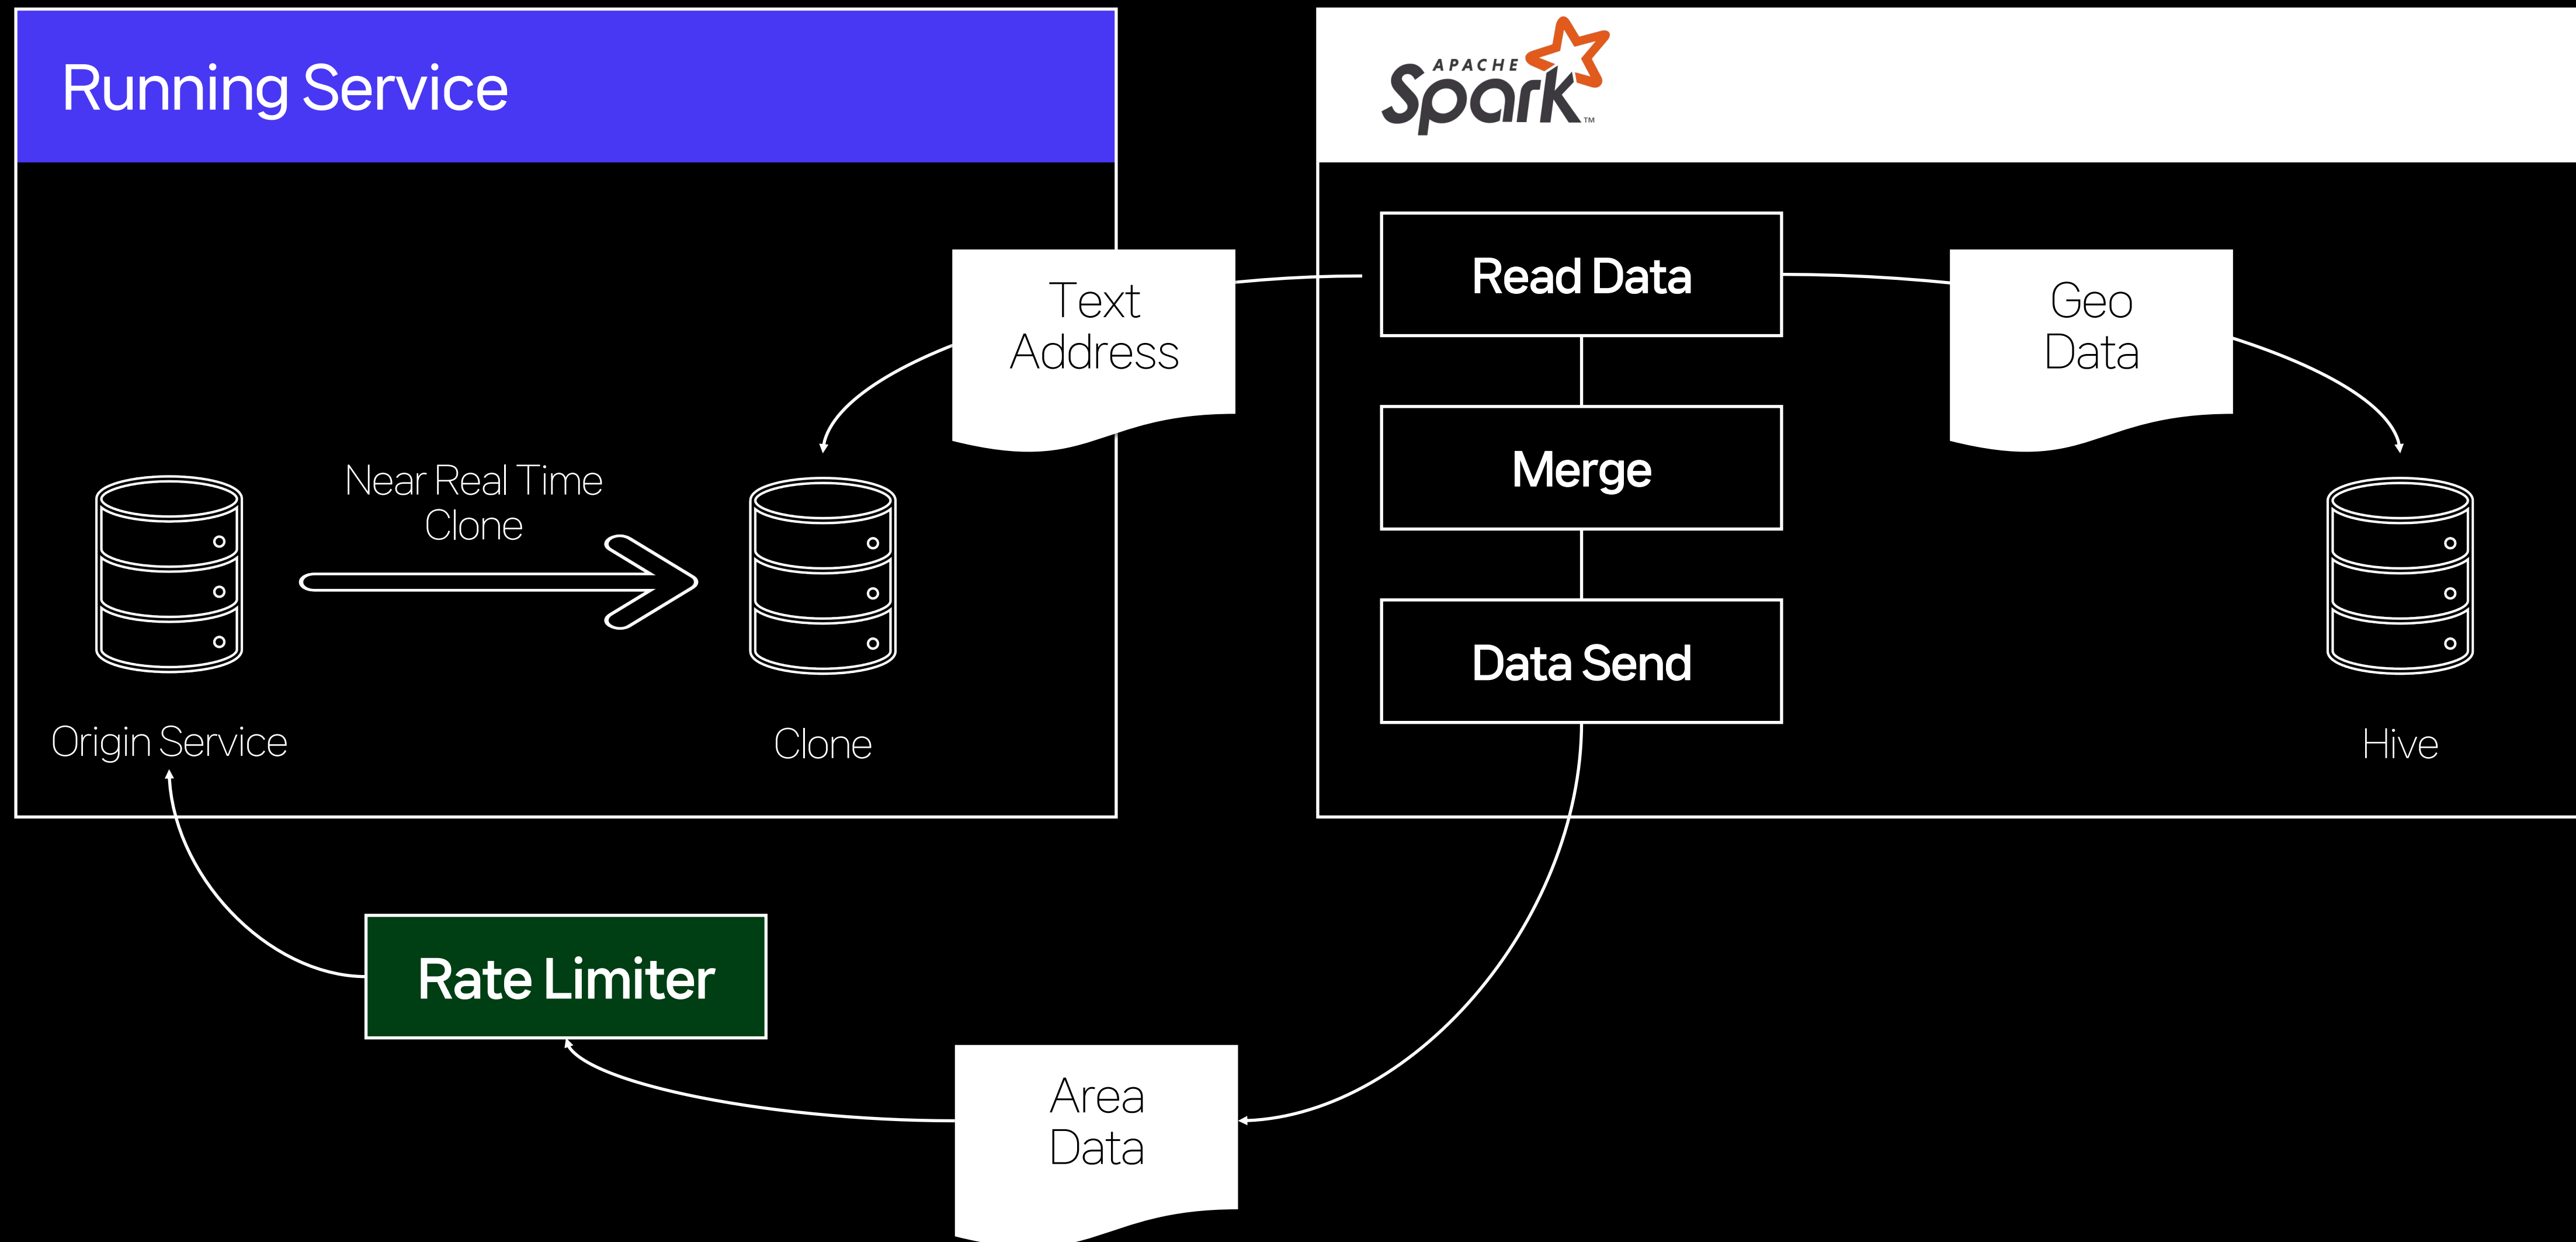 Running Service
APACHE
Spark
TM
Text
Address
Read Data
Geo
Data
Near Real Time
Clone
Merge
Data Send
Origin Service
Clone
Hive
Rate Limiter
Area
Data